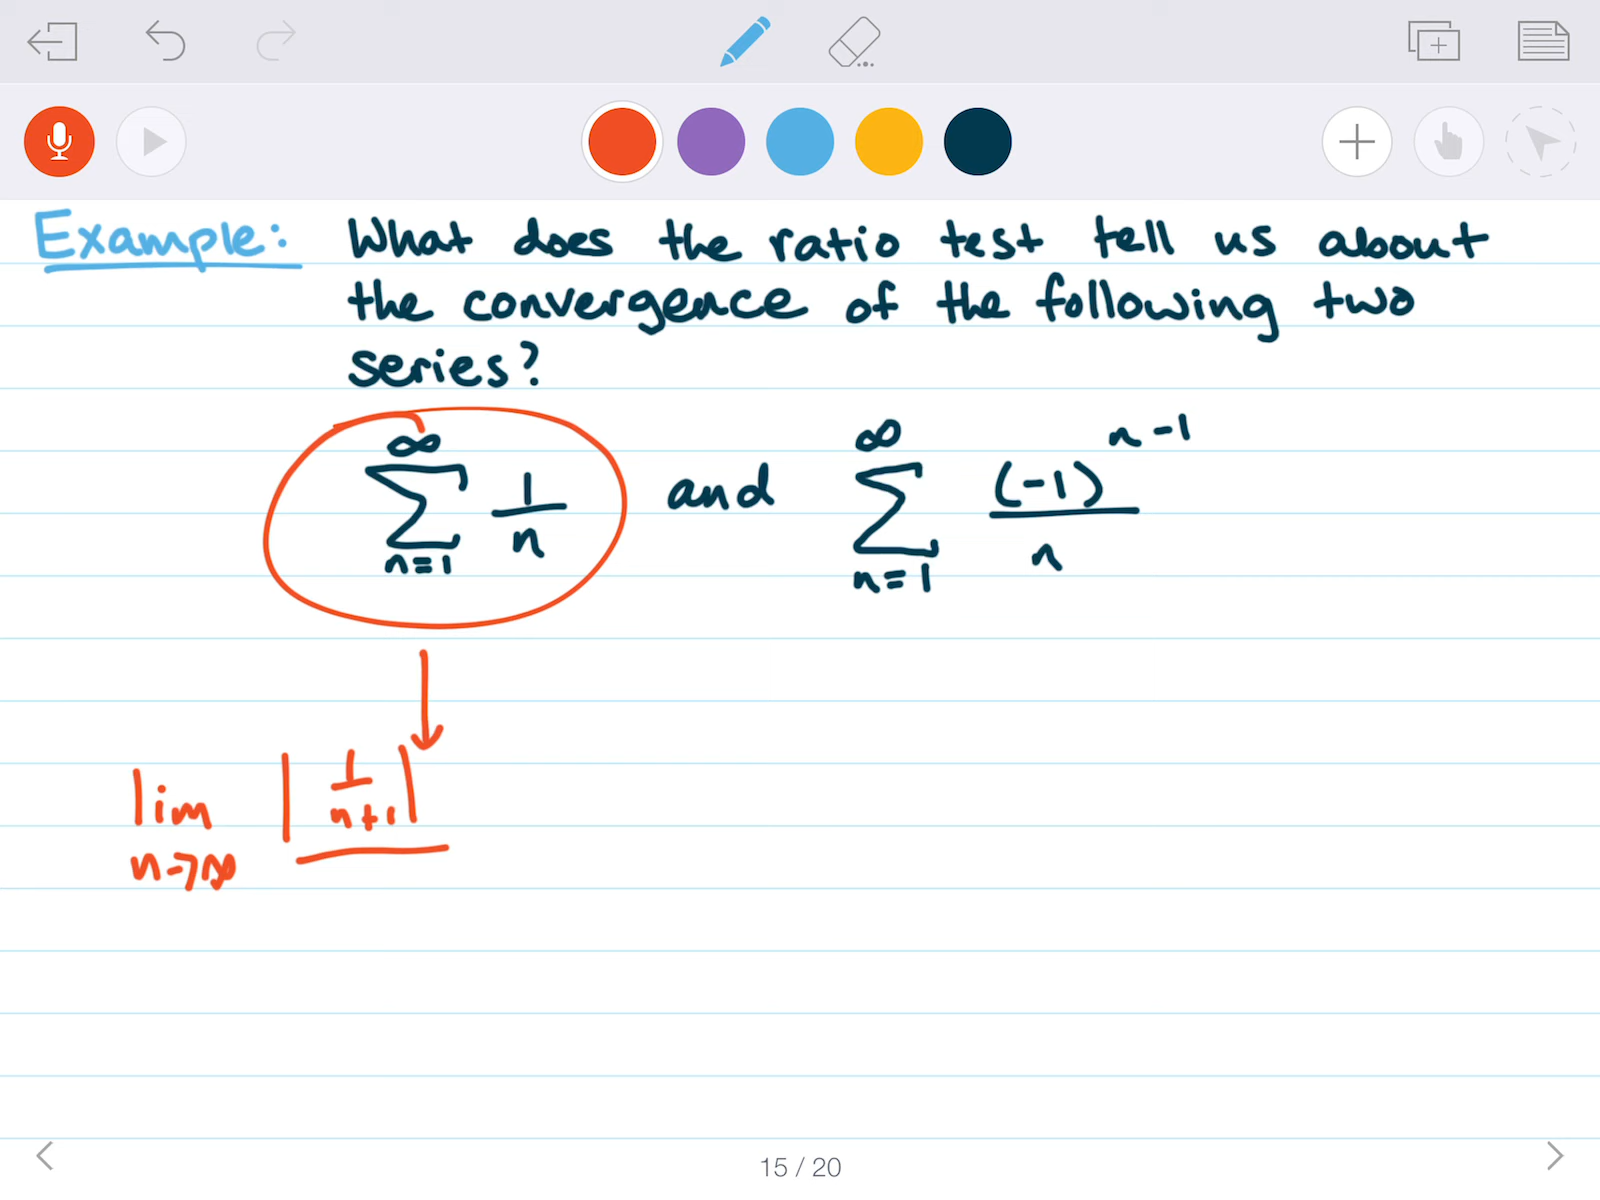 Example: What does the ratio test tell us about
the convergence of the following two
series?
∞ ∑ n=1 1/n and ∞ ∑ n=1 (-1)^{n-1}/n
lim n→∞ |1/(n+1)|
15 / 20